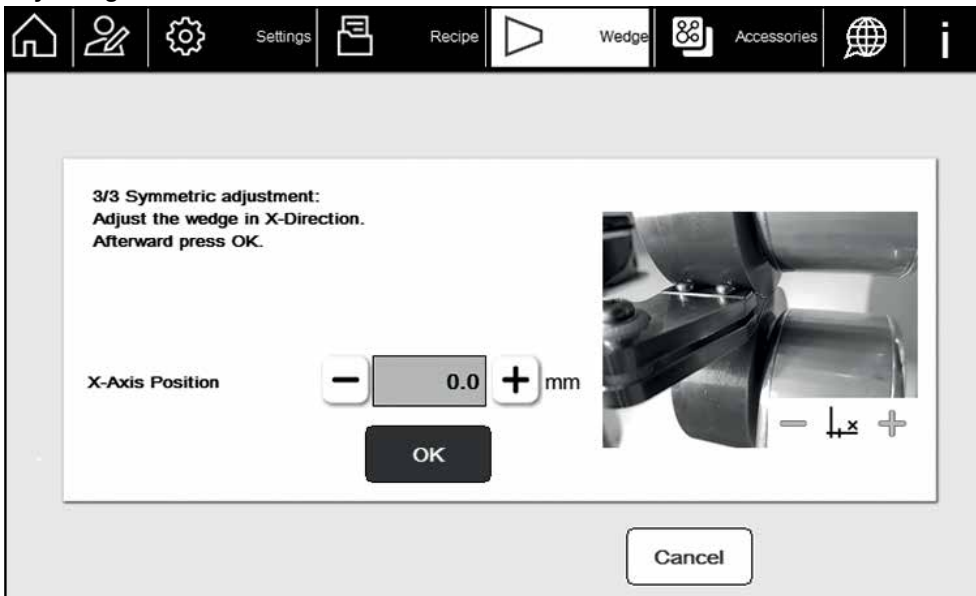 Settings
Recipe
Wedge
Accessories
i
3/3 Symmetric adjustment:
Adjust the wedge in X-Direction.
Afterward press OK.
X-Axis Position
0.0
mm
x
OK
Cancel